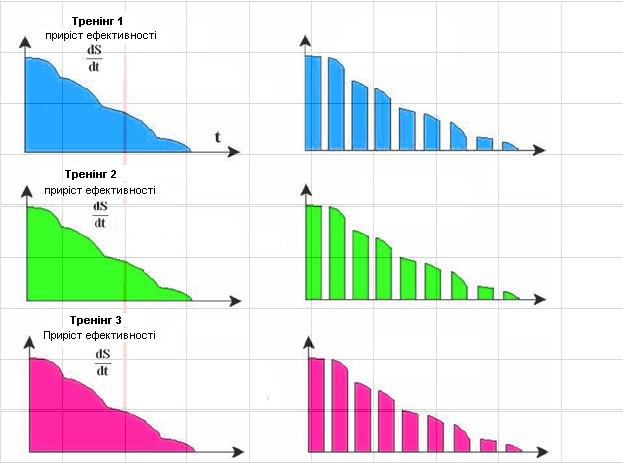 Тренінг 1
приріст ефективності
dS
dt
t
Тренінг 2
приріст ефективності
dS
dt
Тренінг 3
Приріст ефективності
dS
dt